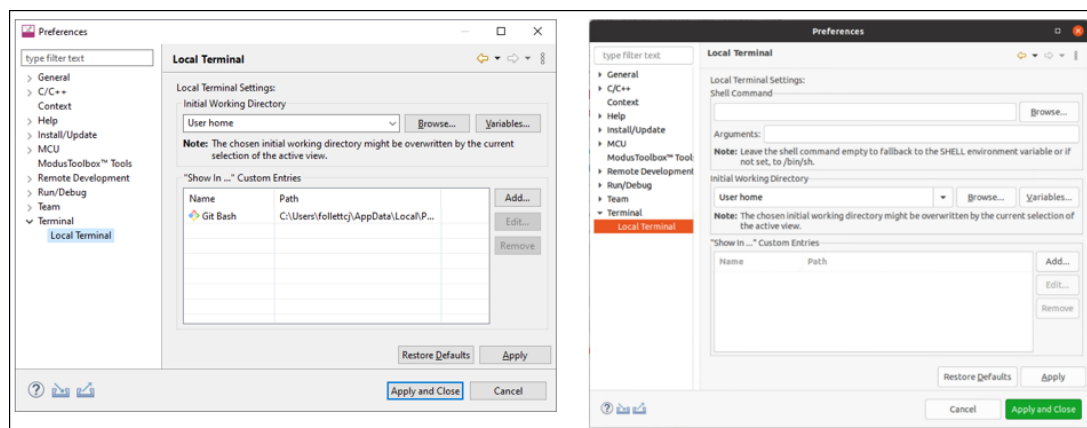 Preferences
type filter text
General
C/C++
Context
Help
Install/Update
MCU
ModusToolbox™ Tools
Remote Development
Run/Debug
Team
Terminal
Local Terminal
Local Terminal
Local Terminal Settings:
Initial Working Directory
User home
Browse...
Variables...
Note: The chosen initial working directory might be overwritten by the current
selection of the active view.
"Show In ..." Custom Entries
Name Path
Git Bash C:\Users\follettcj\AppData\Local\P...
Add...
Edit...
Remove
Restore Defaults
Apply
Apply and Close
Cancel
Preferences
type filter text
General
C/C++
Context
Help
Install/Update
MCU
ModusToolbox™ Tool
Remote Development
Run/Debug
Team
Terminal
Local Terminal
Local Terminal
Local Terminal Settings:
Shell Command
Browse...
Arguments:
Note: Leave the shell command empty to fallback to the SHELL environment variable or if
not set, to /bin/sh.
Initial Working Directory
User home
Browse...
Variables...
Note: The chosen initial working directory might be overwritten by the current selection of
the active view.
"Show In ..." Custom Entries
Name Path
Add...
Edit...
Remove
Restore Defaults
Apply
Cancel
Apply and Close